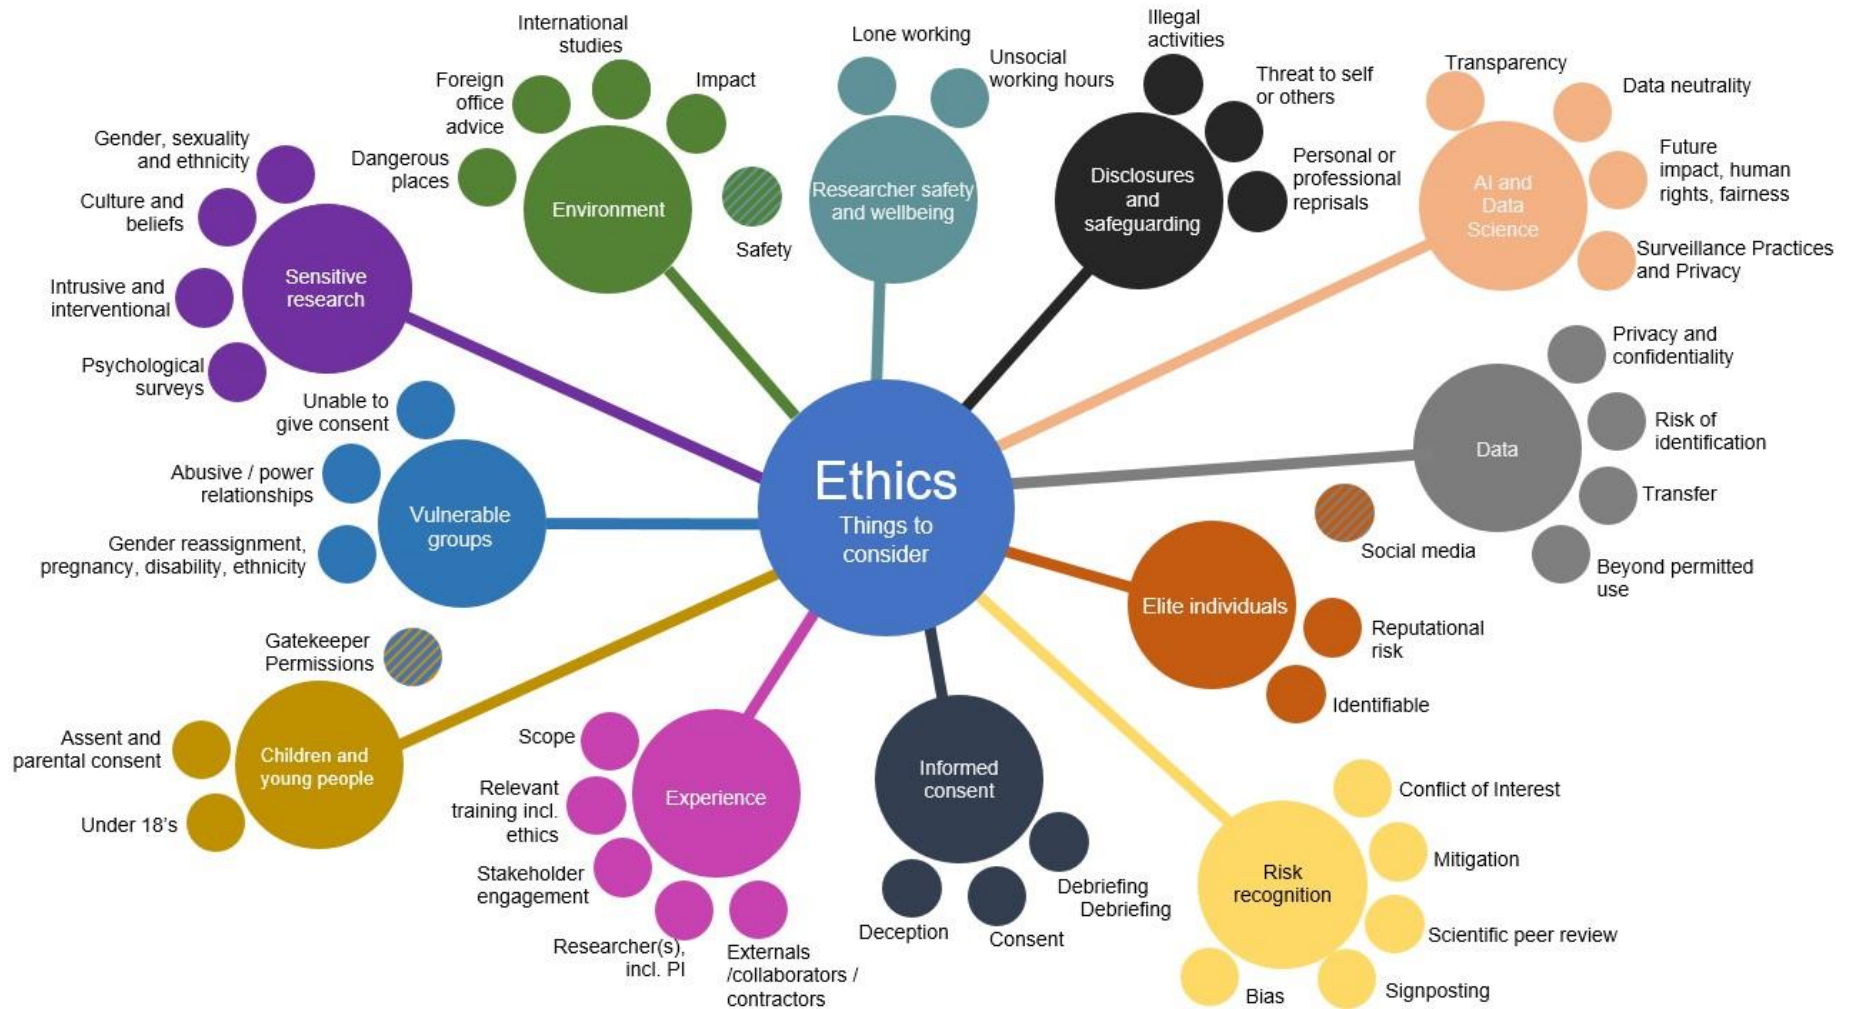 Ethics
Things to
consider
Sensitive
research
Gender, sexuality
and ethnicity
Culture and
beliefs
Intrusive and
interventional
Psychological
surveys
Environment
Dangerous
places
Foreign
office
advice
International
studies
Impact
Safety
Researcher safety
and wellbeing
Lone working
Unsocial
working hours
Disclosures
and
safeguarding
Illegal
activities
Threat to self
or others
Personal or
professional
reprisals
AI and
Data
Science
Transparency
Data neutrality
Future
impact, human
rights, fairness
Surveillance Practices
and Privacy
Data
Privacy and
confidentiality
Risk of
identification
Transfer
Beyond permitted
use
Social media
Elite individuals
Reputational
risk
Identifiable
Risk
recognition
Conflict of Interest
Mitigation
Scientific peer review
Signposting
Bias
Informed
consent
Debriefing
Debriefing
Consent
Deception
Experience
Scope
Relevant
training incl.
ethics
Stakeholder
engagement
Researcher(s),
incl. PI
Externals
/collaborators /
contractors
Children and
young people
Assent and
parental consent
Under 18's
Gatekeeper
Permissions
Vulnerable
groups
Unable to
give consent
Abusive / power
relationships
Gender reassignment,
pregnancy, disability, ethnicity